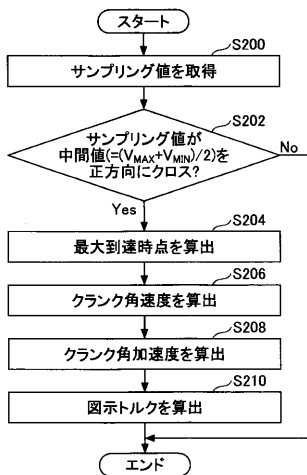 スタート
S200
サンプリング値を取得
S202
サンプリング値が
中間値(=(VMAX+VMIN)/2)を
正方向にクロス?
No
Yes
S204
最大到達時点を算出
S206
クランク角速度を算出
S208
クランク角加速度を算出
S210
図示トルクを算出
エンド